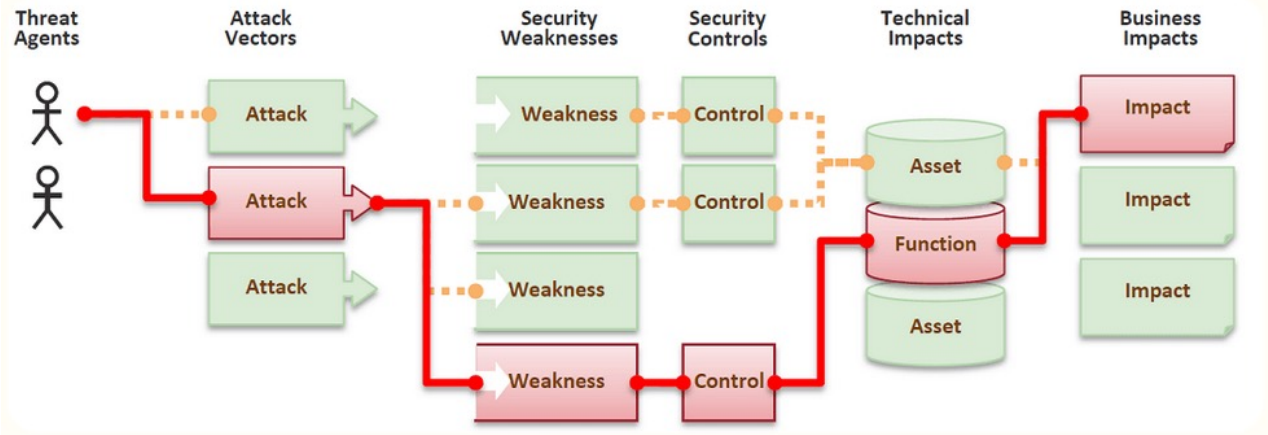 Threat
Agents
Attack
Vectors
Security
Weaknesses
Security
Controls
Technical
Impacts
Business
Impacts
Attack
Attack
Attack
Weakness
Weakness
Weakness
Weakness
Control
Control
Control
Asset
Function
Asset
Impact
Impact
Impact